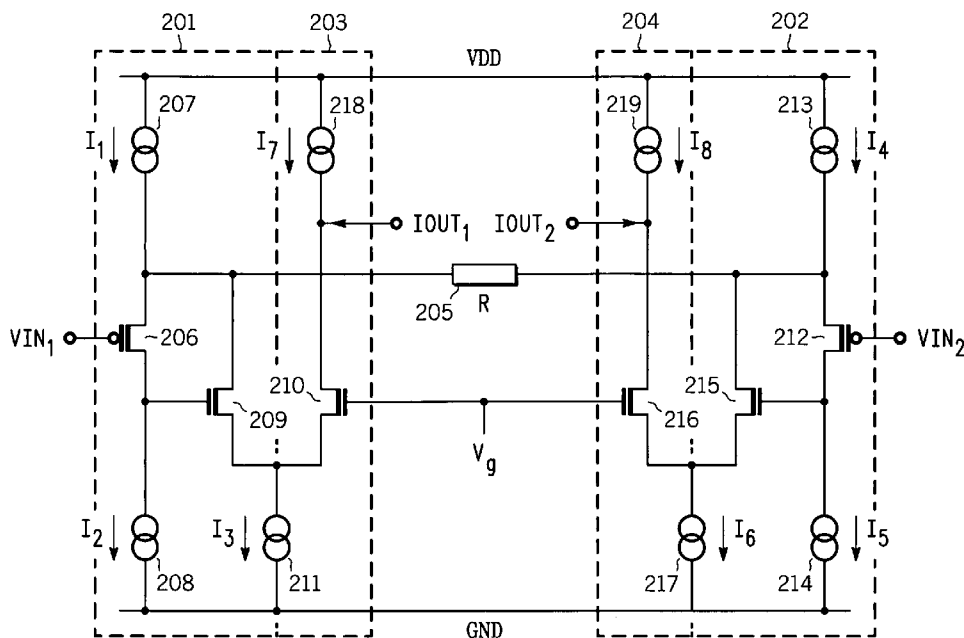 201 203 204 202
VDD
207 218 219 213
I1 I7 I8 I4
IOUT1 IOUT2
205 R
VIN1 206 212 VIN2
210 215
209 216
Vg
I2 I3 I6 I5
208 211 217 214
GND